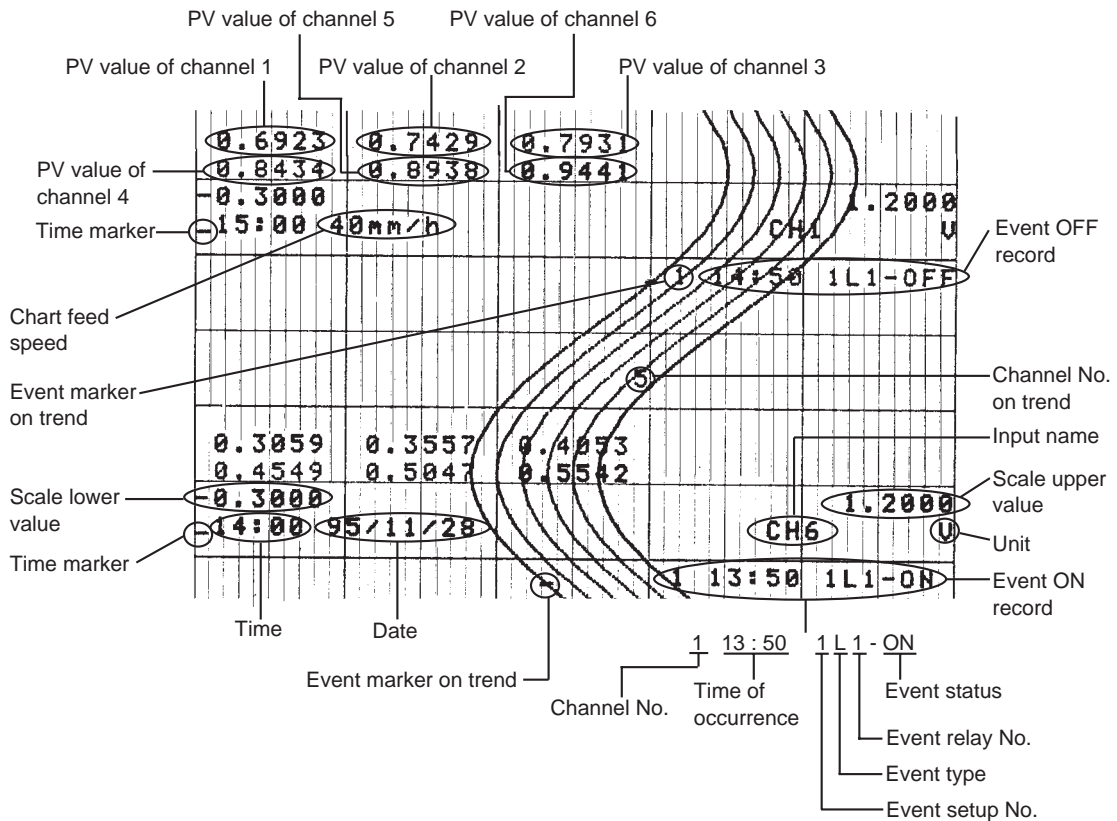 PV value of channel 5
PV value of channel 6
PV value of channel 1
PV value of channel 2
PV value of channel 3
0.6923 0.7429 0.7931
PV value of
channel 4
0.8434 0.8938 0.9441
-0.3000 1.2000
Time marker
15:00 40mm/h CH1 V
Event OFF
record
1 14:50 1L1-OFF
Chart feed
speed
Event marker
on trend
5
Channel No.
on trend
Input name
0.3059 0.3557 0.4053
0.4549 0.5047 0.5542
Scale lower
value
-0.3000 1.2000
Scale upper
value
14:00 95/11/28 CH6 V
Unit
Time marker
1 13:50 1L1-ON
Event ON
record
Time
Date
Event marker on trend
1 13:50 1L1-ON
Channel No.
Time of
occurrence
Event status
Event relay No.
Event type
Event setup No.